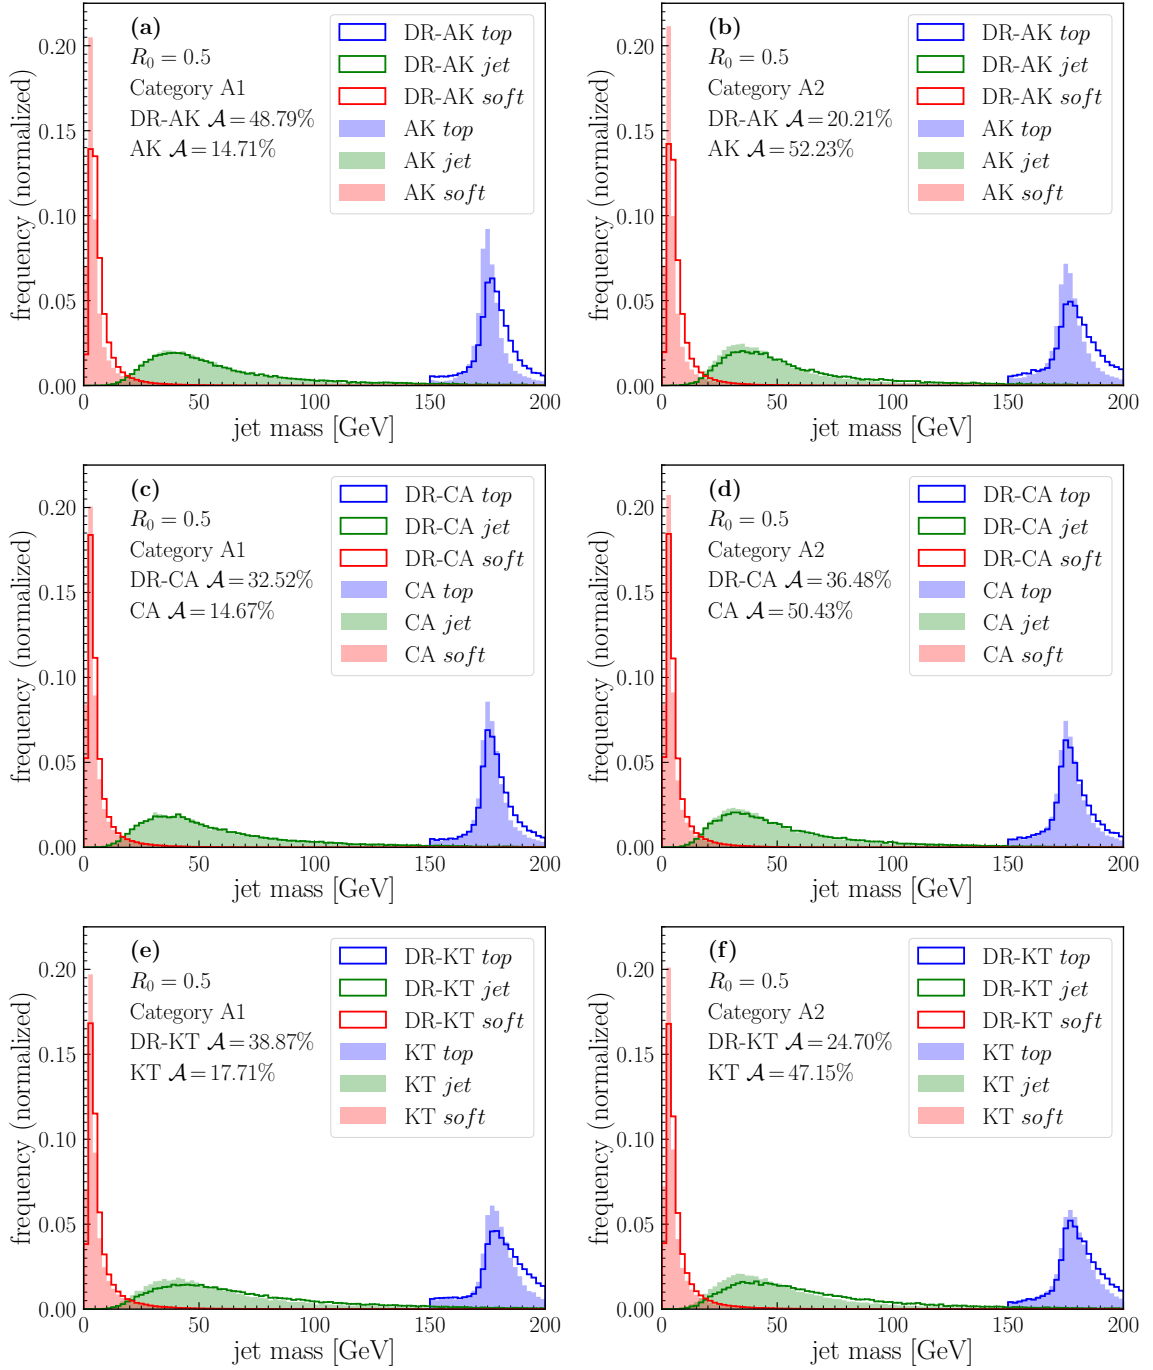 (a)
R₀ = 0.5
Category A1
DR-AK 𝒜 = 48.79%
AK 𝒜 = 14.71%
DR-AK top
DR-AK jet
DR-AK soft
AK top
AK jet
AK soft
frequency (normalized)
0.20
0.15
0.10
0.05
0.00
0 50 100 150 200
jet mass [GeV]
(b)
R₀ = 0.5
Category A2
DR-AK 𝒜 = 20.21%
AK 𝒜 = 52.23%
DR-AK top
DR-AK jet
DR-AK soft
AK top
AK jet
AK soft
frequency (normalized)
0.20
0.15
0.10
0.05
0.00
0 50 100 150 200
jet mass [GeV]
(c)
R₀ = 0.5
Category A1
DR-CA 𝒜 = 32.52%
CA 𝒜 = 14.67%
DR-CA top
DR-CA jet
DR-CA soft
CA top
CA jet
CA soft
frequency (normalized)
0.20
0.15
0.10
0.05
0.00
0 50 100 150 200
jet mass [GeV]
(d)
R₀ = 0.5
Category A2
DR-CA 𝒜 = 36.48%
CA 𝒜 = 50.43%
DR-CA top
DR-CA jet
DR-CA soft
CA top
CA jet
CA soft
frequency (normalized)
0.20
0.15
0.10
0.05
0.00
0 50 100 150 200
jet mass [GeV]
(e)
R₀ = 0.5
Category A1
DR-KT 𝒜 = 38.87%
KT 𝒜 = 17.71%
DR-KT top
DR-KT jet
DR-KT soft
KT top
KT jet
KT soft
frequency (normalized)
0.20
0.15
0.10
0.05
0.00
0 50 100 150 200
jet mass [GeV]
(f)
R₀ = 0.5
Category A2
DR-KT 𝒜 = 24.70%
KT 𝒜 = 47.15%
DR-KT top
DR-KT jet
DR-KT soft
KT top
KT jet
KT soft
frequency (normalized)
0.20
0.15
0.10
0.05
0.00
0 50 100 150 200
jet mass [GeV]